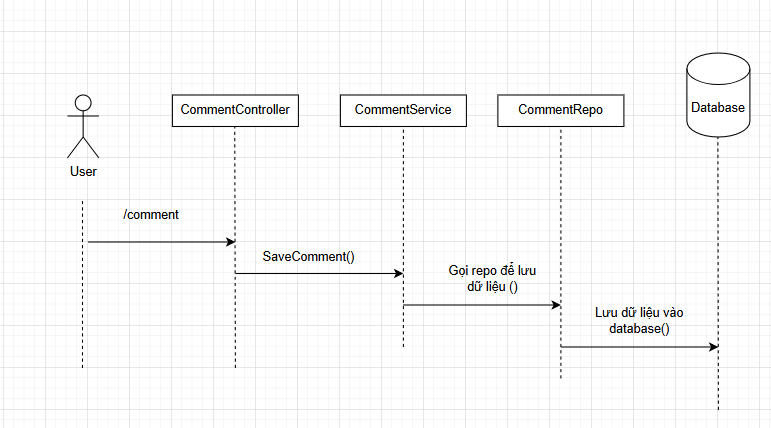 CommentController
CommentService
CommentRepo
Database
User
/comment
SaveComment()
Gọi repo để lưu
dữ liệu ()
Lưu dữ liệu vào
database()